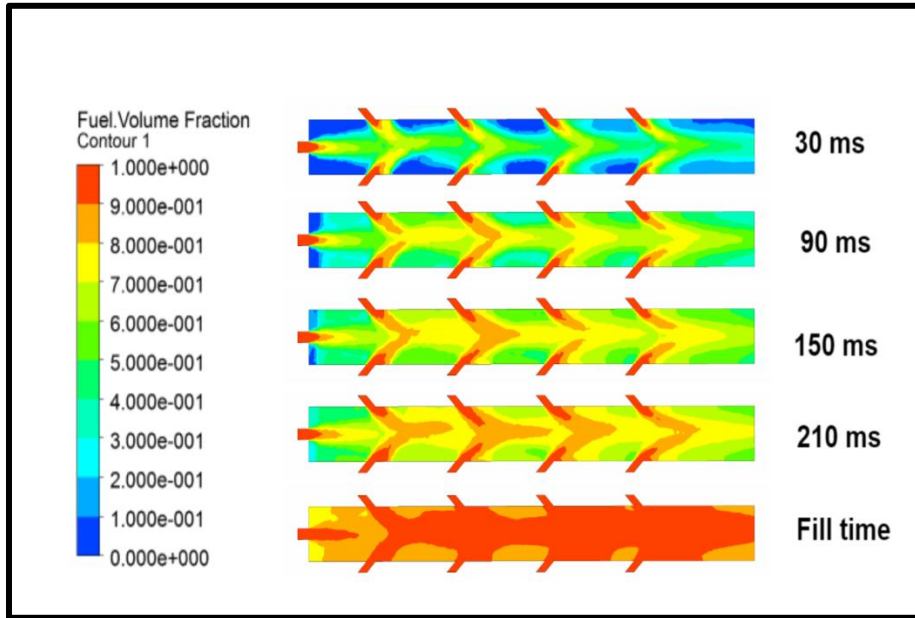 Fuel.Volume Fraction
Contour 1
1.000e+000
9.000e-001
8.000e-001
7.000e-001
6.000e-001
5.000e-001
4.000e-001
3.000e-001
2.000e-001
1.000e-001
0.000e+000
30 ms
90 ms
150 ms
210 ms
Fill time